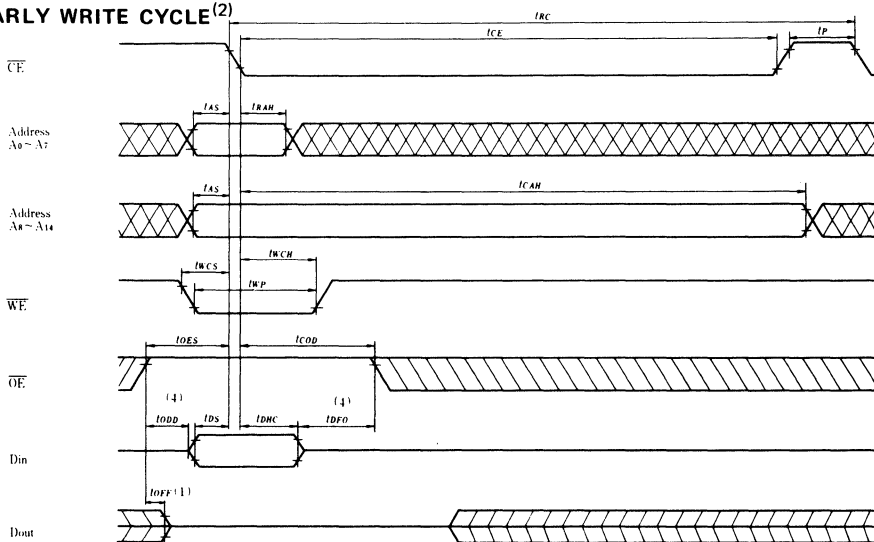 ARLY WRITE CYCLE(2)
tRC
tCE
tP
CE
tAS
tRAH
Address
A0~A7
tAS
tCAH
Address
A8~A14
tWCS
tWCH
tWP
WE
tOES
tCOD
OE
(4)
(4)
tODD
tDS
tDHC
tDFO
Din
tOFF(1)
Dout